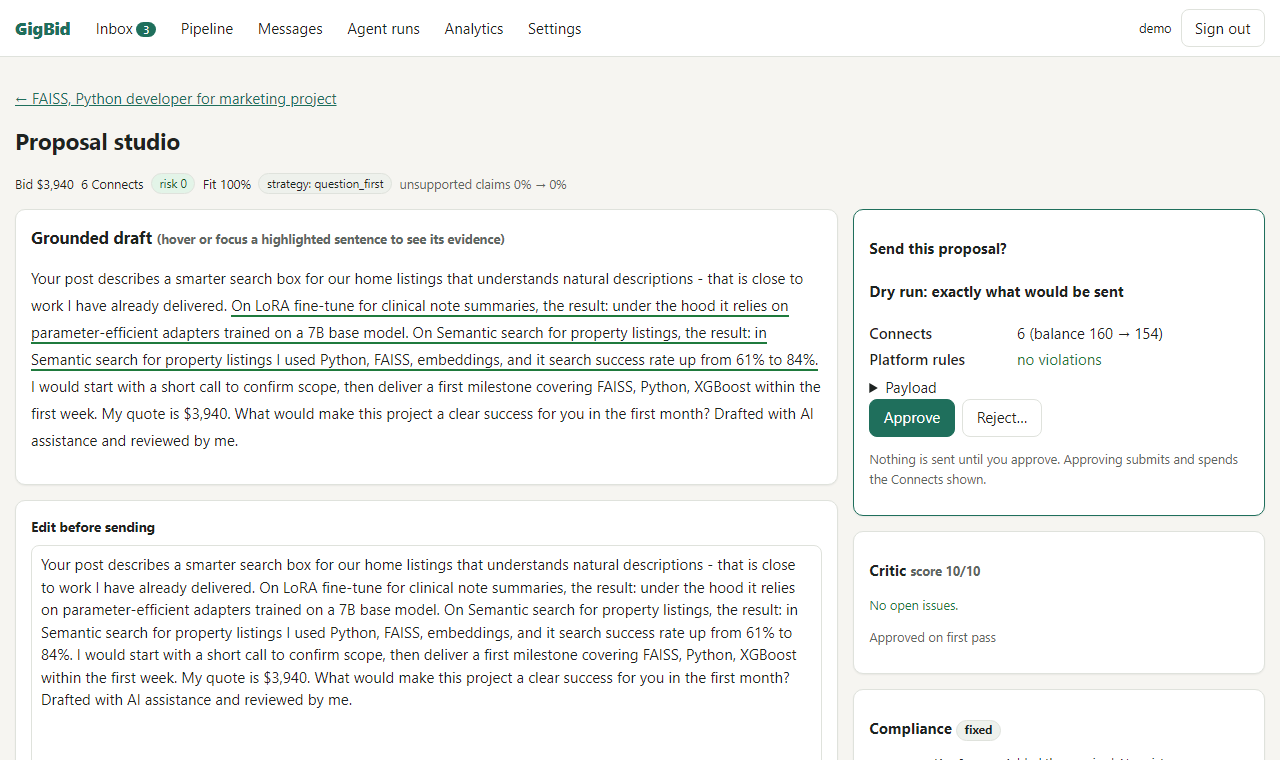 GigBid Inbox 3 Pipeline Messages Agent runs Analytics Settings demo Sign out
← FAISS, Python developer for marketing project
Proposal studio
Bid $3,940 6 Connects risk 0 Fit 100% strategy: question_first unsupported claims 0% → 0%
Grounded draft (hover or focus a highlighted sentence to see its evidence)
Your post describes a smarter search box for our home listings that understands natural descriptions - that is close to
work I have already delivered. On LoRA fine-tune for clinical note summaries, the result: under the hood it relies on
parameter-efficient adapters trained on a 7B base model. On Semantic search for property listings, the result: in
Semantic search for property listings I used Python, FAISS, embeddings, and it search success rate up from 61% to 84%.
I would start with a short call to confirm scope, then deliver a first milestone covering FAISS, Python, XGBoost within the
first week. My quote is $3,940. What would make this project a clear success for you in the first month? Drafted with AI
assistance and reviewed by me.
Edit before sending
Your post describes a smarter search box for our home listings that understands natural descriptions - that is close
to work I have already delivered. On LoRA fine-tune for clinical note summaries, the result: under the hood it relies
on parameter-efficient adapters trained on a 7B base model. On Semantic search for property listings, the result: in
Semantic search for property listings I used Python, FAISS, embeddings, and it search success rate up from 61% to
84%. I would start with a short call to confirm scope, then deliver a first milestone covering FAISS, Python, XGBoost
within the first week. My quote is $3,940. What would make this project a clear success for you in the first month?
Drafted with AI assistance and reviewed by me.
Send this proposal?
Dry run: exactly what would be sent
Connects 6 (balance 160 → 154)
Platform rules no violations
▶ Payload
Approve Reject...
Nothing is sent until you approve. Approving submits and spends
the Connects shown.
Critic score 10/10
No open issues.
Approved on first pass
Compliance fixed